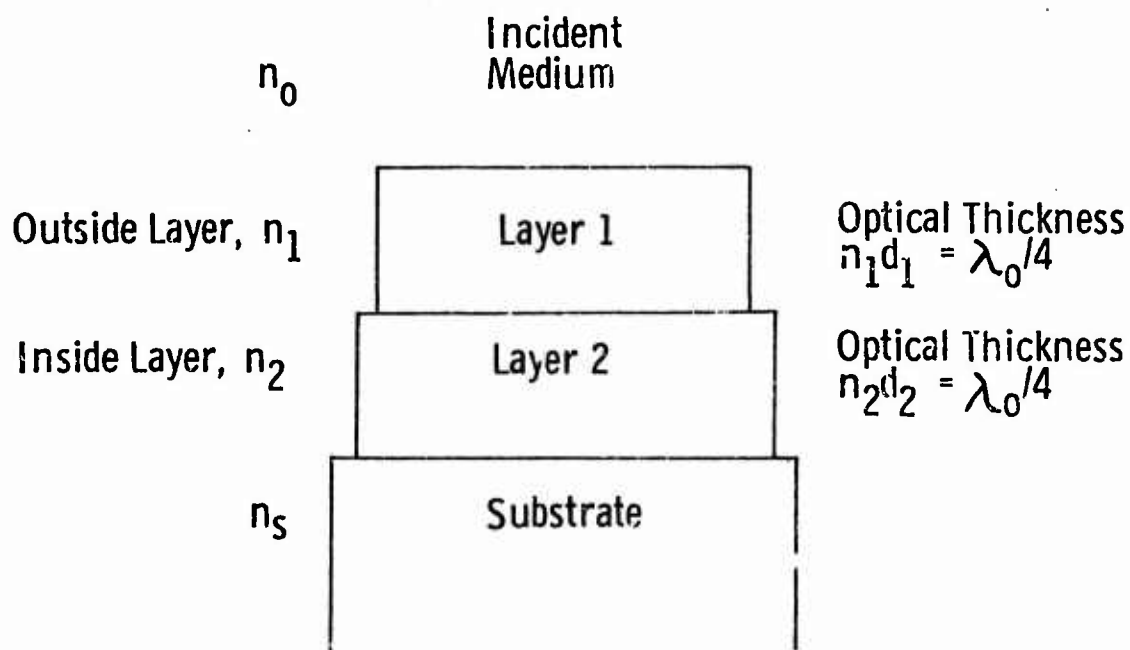 Incident
Medium
n₀
Outside Layer, n₁
Layer 1
Optical Thickness
n₁d₁ = λ₀/4
Inside Layer, n₂
Layer 2
Optical Thickness
n₂d₂ = λ₀/4
nₛ
Substrate